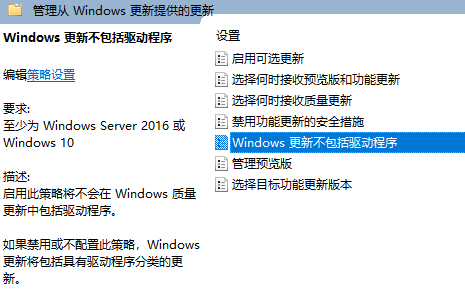 管理从 Windows 更新提供的更新
Windows 更新不包括驱动程序
编辑策略设置
要求:
至少为 Windows Server 2016 或
Windows 10
描述:
启用此策略将不会在 Windows 质量
更新中包括驱动程序。
如果禁用或不配置此策略，Windows
更新将包括具有驱动程序分类的更
新。
设置
启用可选更新
选择何时接收预览版和功能更新
选择何时接收质量更新
禁用功能更新的安全措施
Windows 更新不包括驱动程序
管理预览版
选择目标功能更新版本